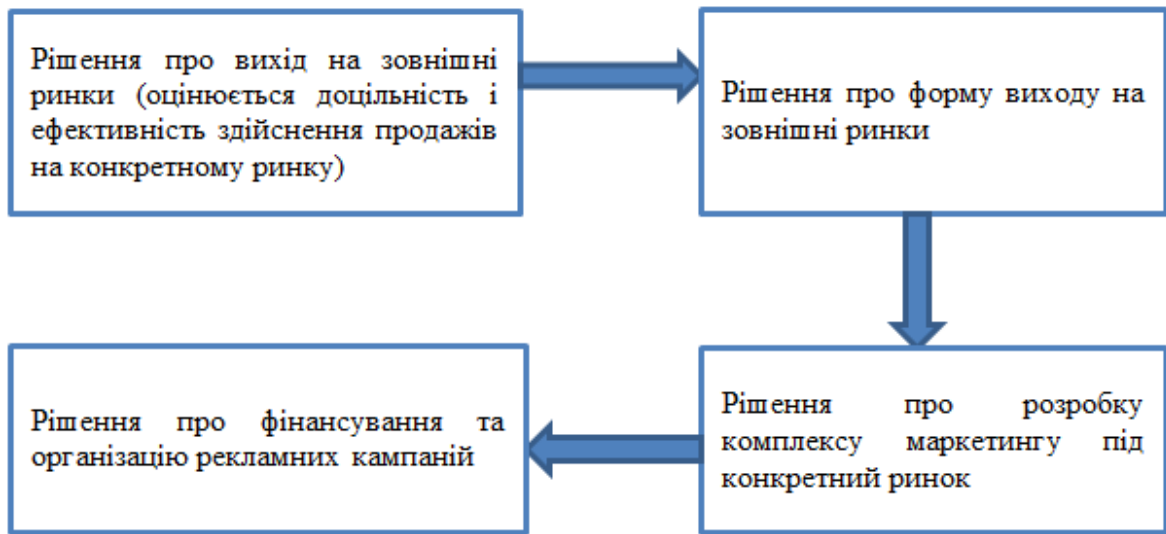 Рішення про вихід на зовнішні
ринки (оцінюється доцільність і
ефективність здійснення продажів
на конкретному ринку)
Рішення про форму виходу на
зовнішні ринки
Рішення про розробку
комплексу маркетингу під
конкретний ринок
Рішення про фінансування та
організацію рекламних кампаній